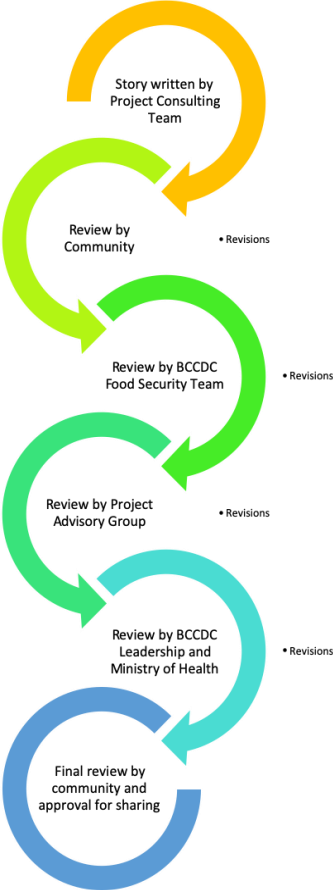 Story written by
Project Consulting
Team
Review by
Community
• Revisions
Review by BCCDC
Food Security Team
• Revisions
Review by Project
Advisory Group
• Revisions
Review by BCCDC
Leadership and
Ministry of Health
• Revisions
Final review by
community and
approval for sharing